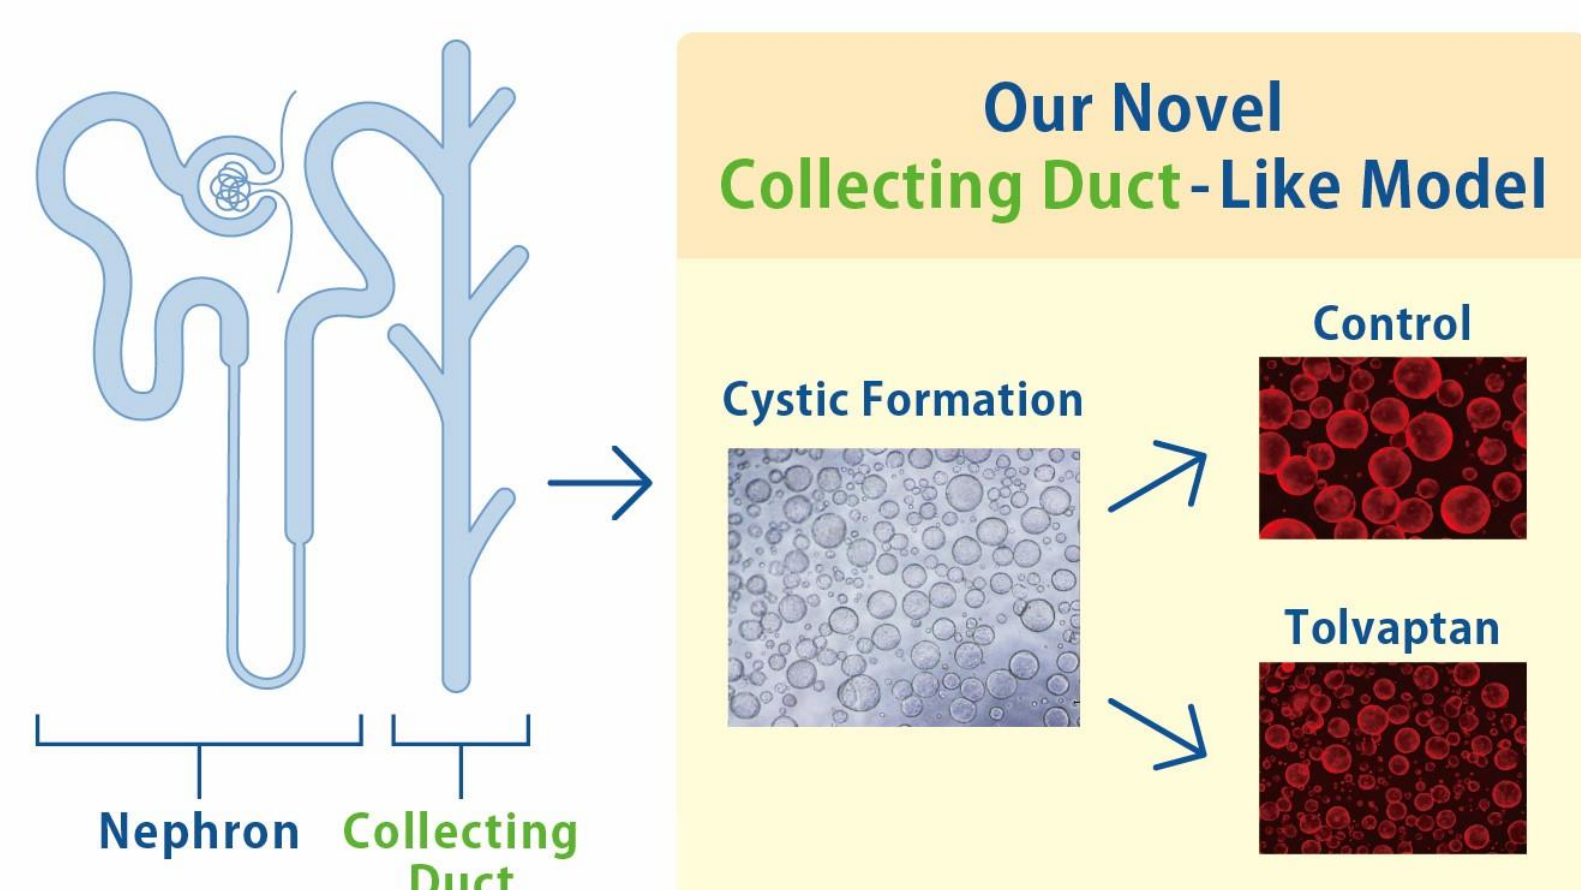 Our Novel
Collecting Duct-Like Model
Control
Cystic Formation
Tolvaptan
Nephron
Collecting
Duct